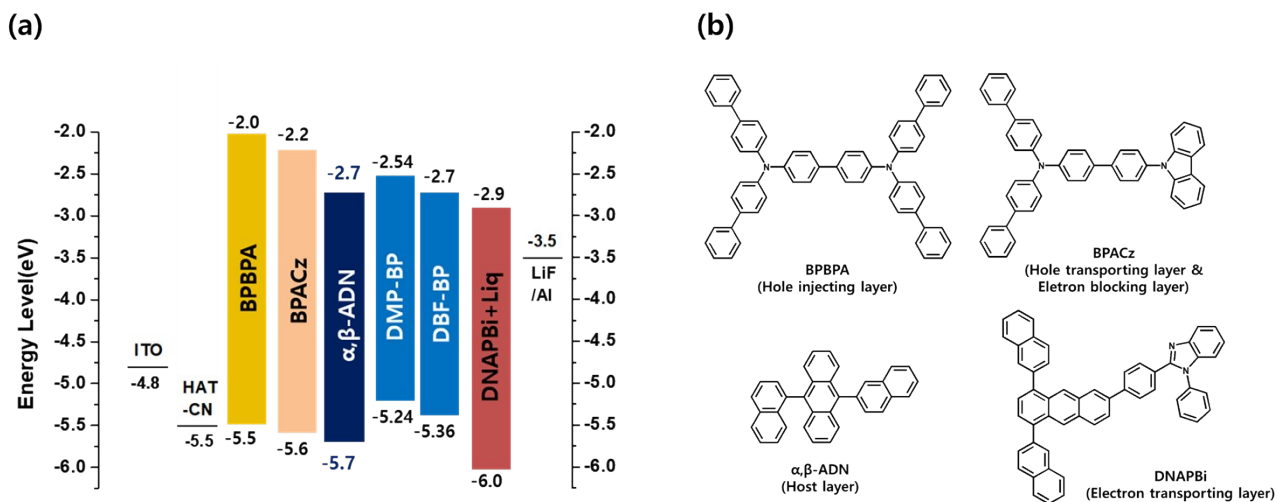 (a)
Energy Level(eV)
-2.0
-2.5
-3.0
-3.5
-4.0
-4.5
-5.0
-5.5
-6.0
ITO
-4.8
HAT
-CN
-5.5
-2.0
BPBPA
-5.5
-2.2
BPACz
-5.6
-2.7
α,β-ADN
-5.7
-2.54
DMP-BP
-5.24
-2.7
DBF-BP
-5.36
-2.9
DNAPBi+Liq
-6.0
-3.5
LiF
/Al
-2.0
-2.5
-3.0
-3.5
-4.0
-4.5
-5.0
-5.5
-6.0
(b)
N
N
BPBPA
(Hole injecting layer)
N
N
BPACz
(Hole transporting layer &
Eletron blocking layer)
α,β-ADN
(Host layer)
N
N
DNAPBi
(Electron transporting layer)